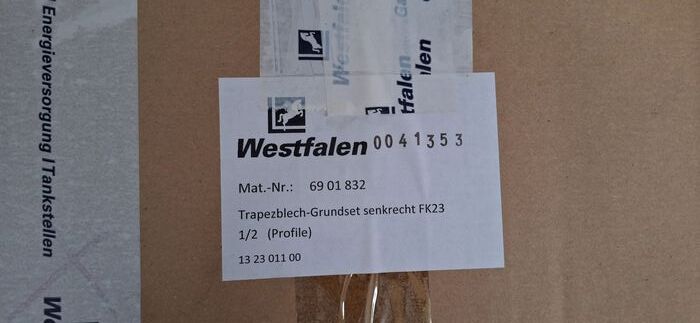 Energieversorgung | Tankstellen
Westfalen
Westfalen
Westfalen 0041353
Mat.-Nr.: 69 01 832
Trapezblech-Grundset senkrecht FK23
1/2 (Profile)
13 23 011 00